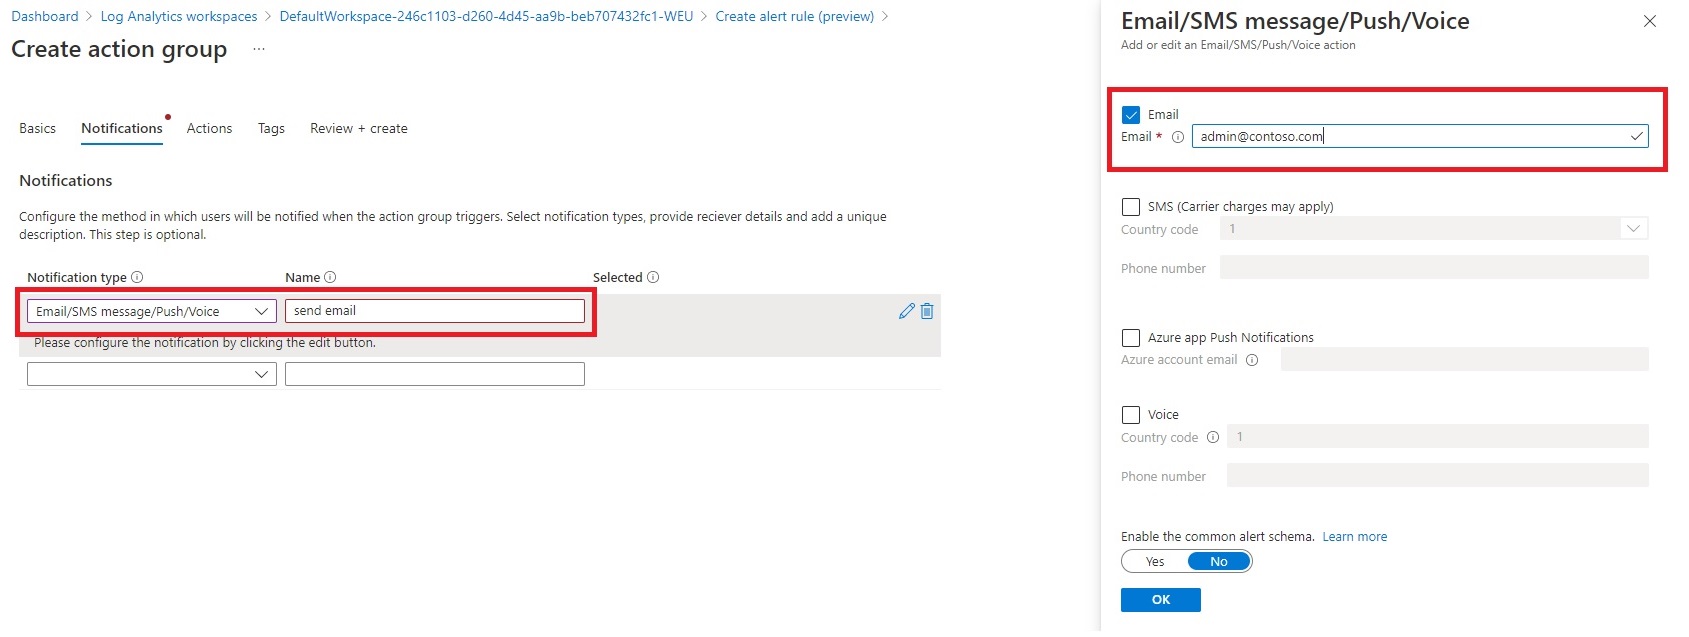 Dashboard > Log Analytics workspaces > DefaultWorkspace-246c1103-d260-4d45-aa9b-beb707432fc1-WEU > Create alert rule (preview) >
Create action group ...
Basics Notifications Actions Tags Review + create
Notifications
Configure the method in which users will be notified when the action group triggers. Select notification types, provide reciever details and add a unique
description. This step is optional.
Notification type Name Selected
Email/SMS message/Push/Voice send email
Please configure the notification by clicking the edit button.
Email/SMS message/Push/Voice
Add or edit an Email/SMS/Push/Voice action
Email
Email * admin@contoso.com
SMS (Carrier charges may apply)
Country code 1
Phone number
Azure app Push Notifications
Azure account email
Voice
Country code 1
Phone number
Enable the common alert schema. Learn more
Yes No
OK